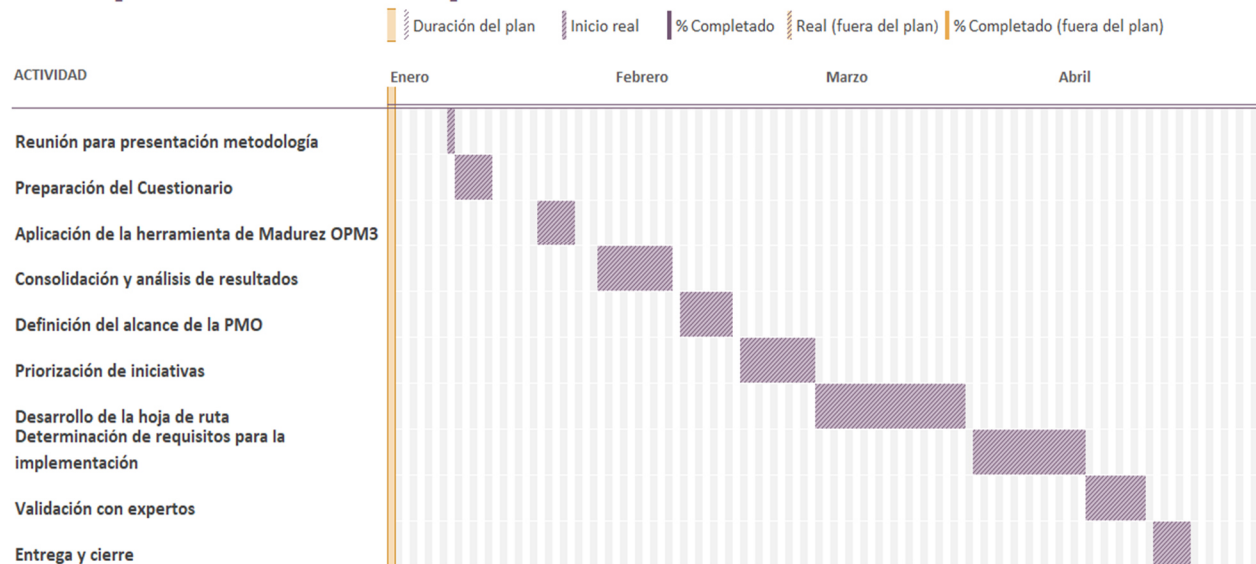 Duración del plan Inicio real % Completado Real (fuera del plan) % Completado (fuera del plan)
ACTIVIDAD Enero Febrero Marzo Abril
Reunión para presentación metodología
Preparación del Cuestionario
Aplicación de la herramienta de Madurez OPM3
Consolidación y análisis de resultados
Definición del alcance de la PMO
Priorización de iniciativas
Desarrollo de la hoja de ruta
Determinación de requisitos para la
implementación
Validación con expertos
Entrega y cierre